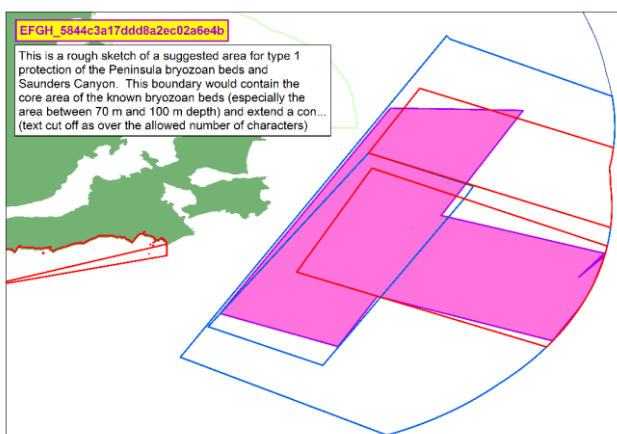 EFGH_5844c3a17ddd8a2ec02a6e4b
This is a rough sketch of a suggested area for type 1
protection of the Peninsula bryozoan beds and
Saunders Canyon. This boundary would contain the
core area of the known bryozoan beds (especially the
area between 70 m and 100 m depth) and extend a con...
(text cut off as over the allowed number of characters)